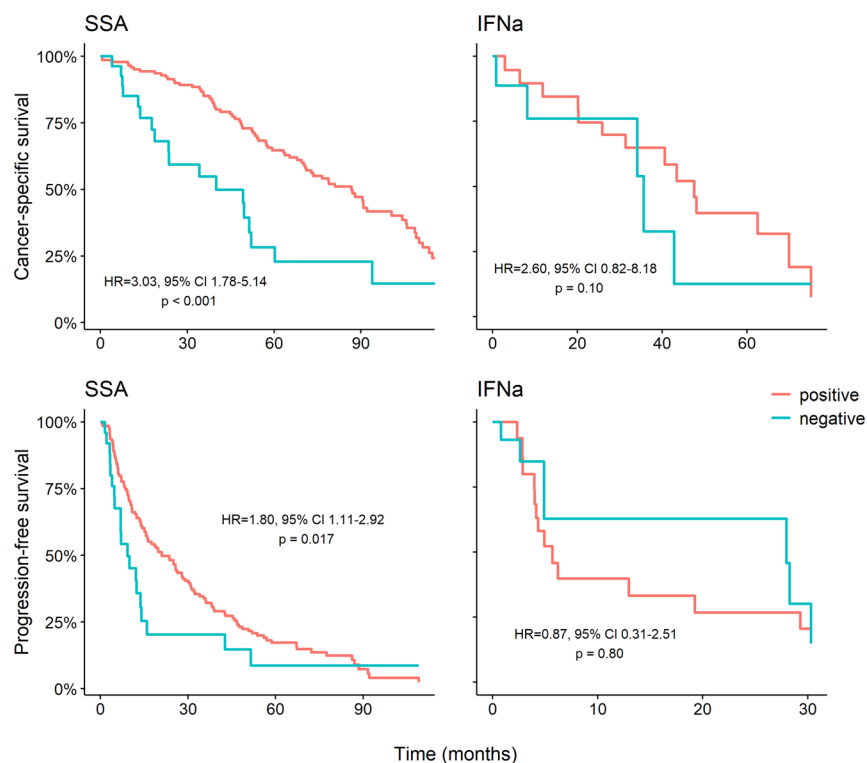 SSA
IFNa
Cancer-specific surival
100%
75%
50%
25%
0%
HR=3.03, 95% CI 1.78-5.14
p < 0.001
HR=2.60, 95% CI 0.82-8.18
p = 0.10
0 30 60 90
0 20 40 60
SSA
IFNa
positive
negative
Progression-free survival
100%
75%
50%
25%
0%
HR=1.80, 95% CI 1.11-2.92
p = 0.017
HR=0.87, 95% CI 0.31-2.51
p = 0.80
0 30 60 90
0 10 20 30
Time (months)